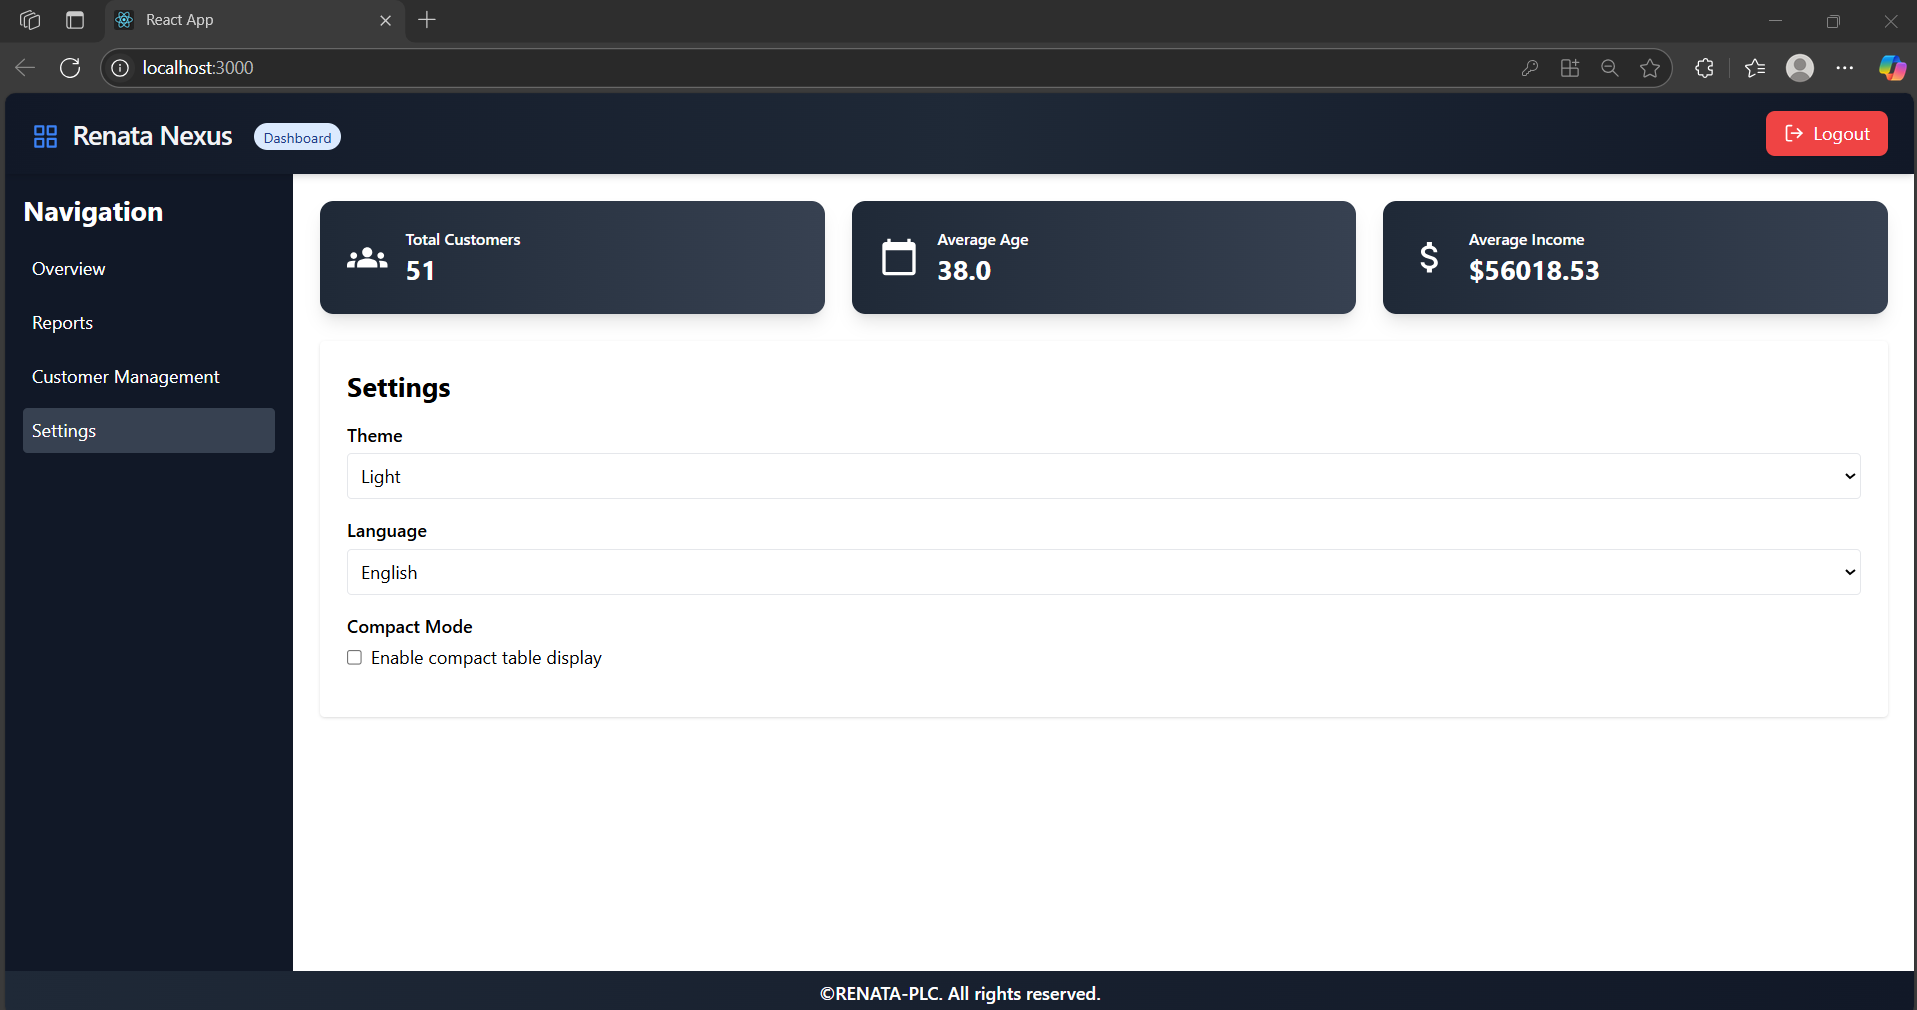 React App
localhost:3000
Renata Nexus
Dashboard
Logout
Navigation
Overview
Reports
Customer Management
Settings
Total Customers
51
Average Age
38.0
Average Income
$56018.53
Settings
Theme
Light
Language
English
Compact Mode
Enable compact table display
©RENATA-PLC. All rights reserved.